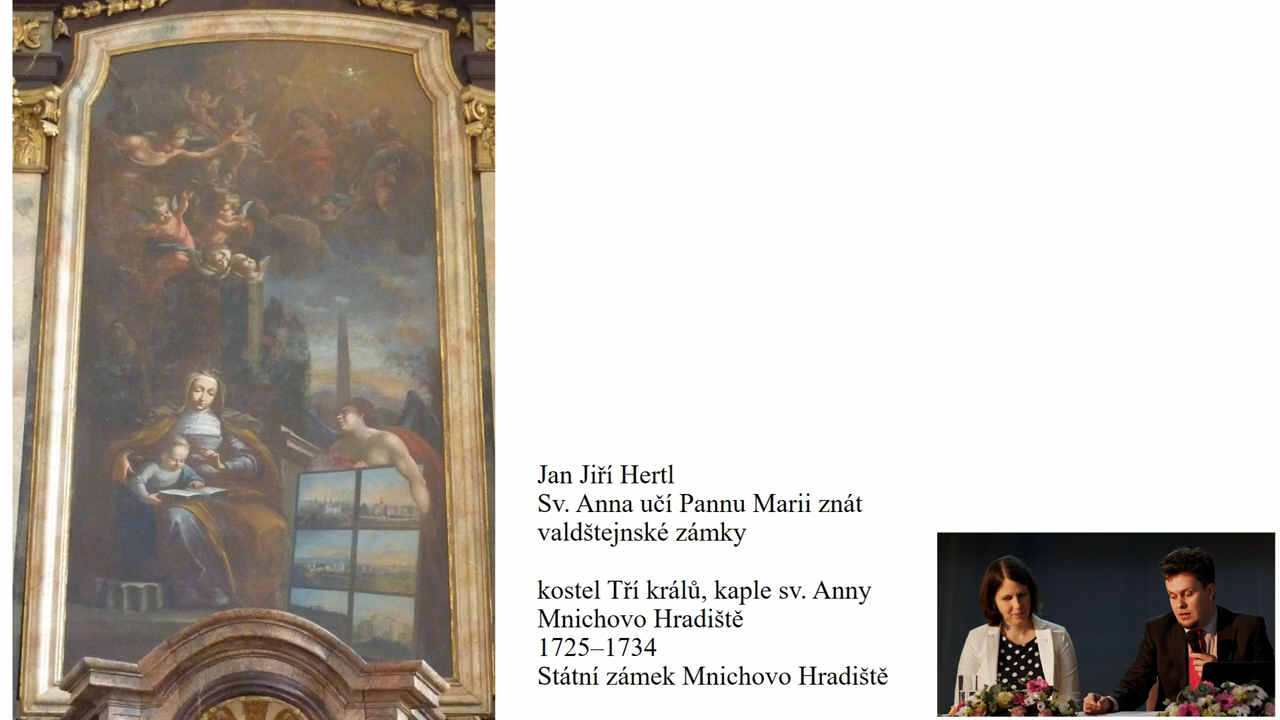 Jan Jiří Hertl
Sv. Anna učí Pannu Marii znát
valdštejnské zámky
kostel Tří králů, kaple sv. Anny
Mnichovo Hradiště
1725–1734
Státní zámek Mnichovo Hradiště